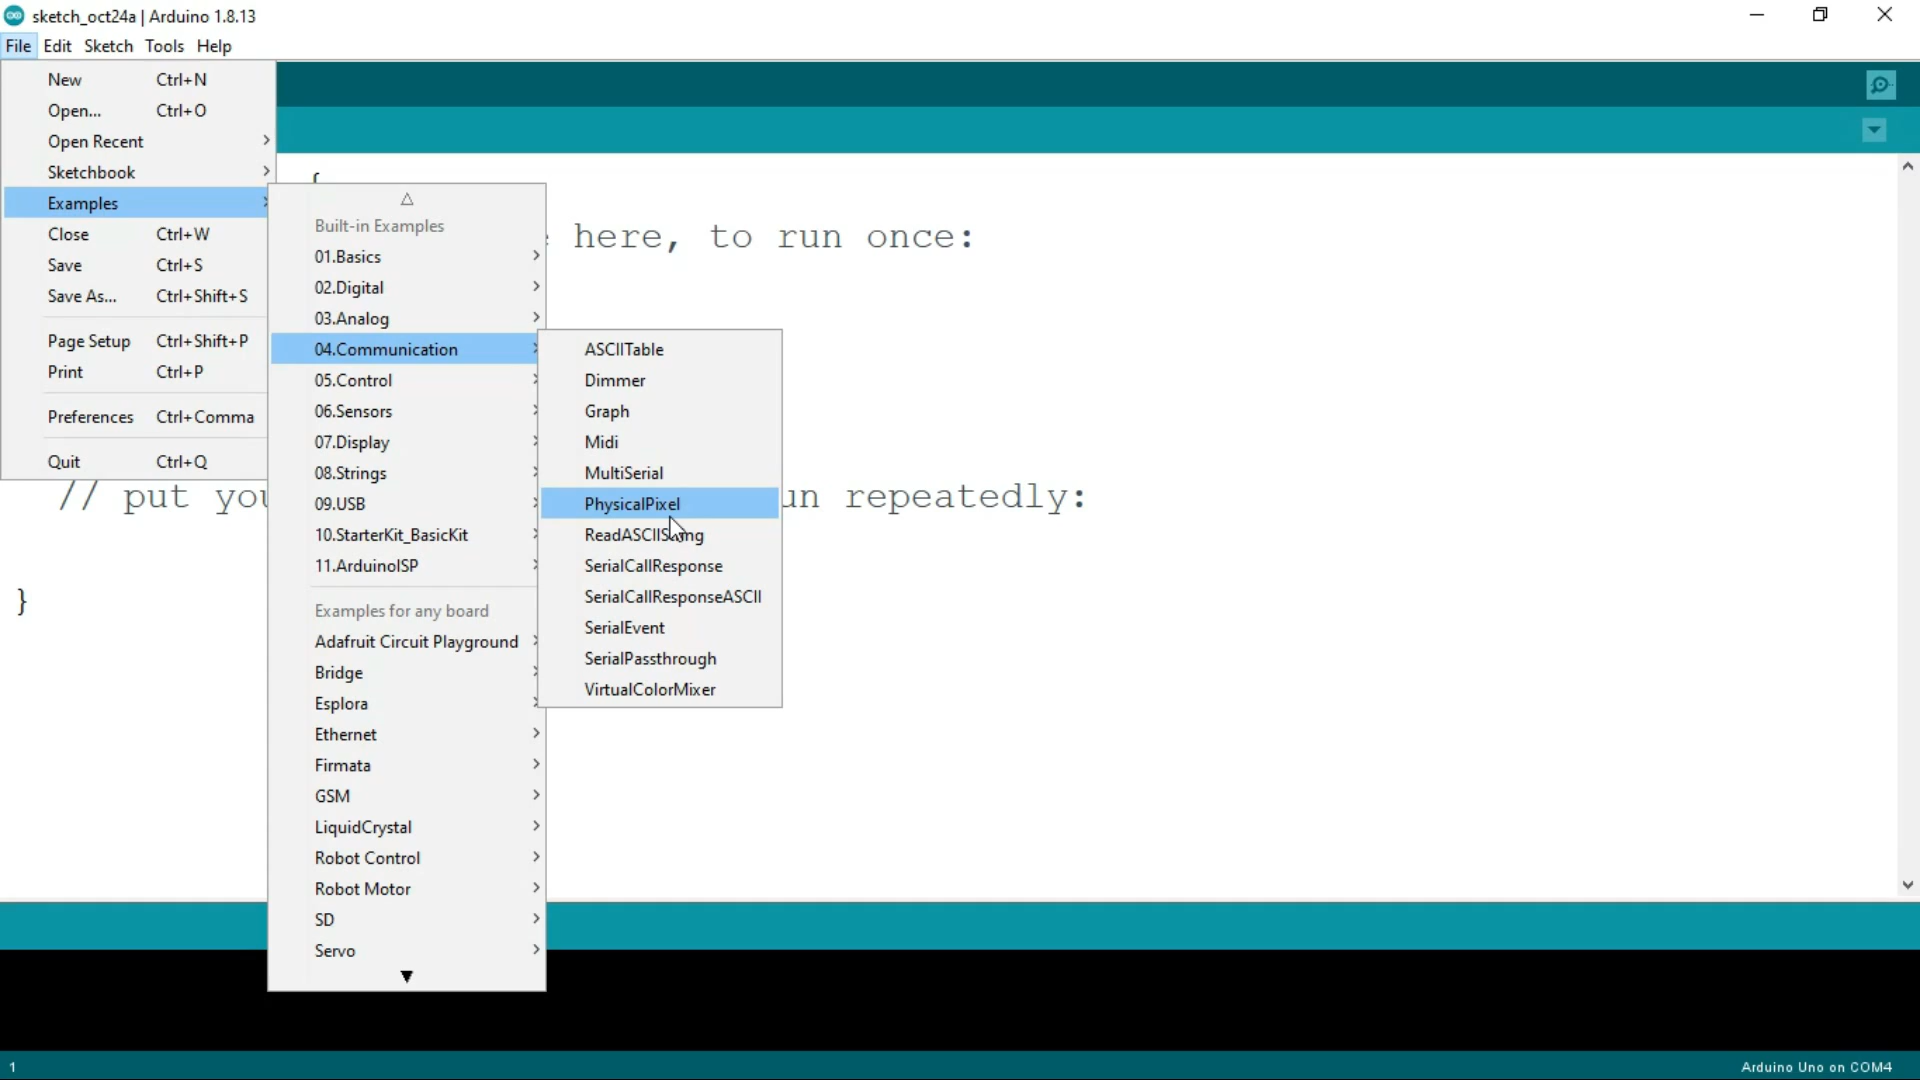 sketch_oct24a | Arduino 1.8.13
File Edit Sketch Tools Help
New Ctrl+N
Open... Ctrl+O
Open Recent
Sketchbook
Examples
Close Ctrl+W
Save Ctrl+S
Save As... Ctrl+Shift+S
Page Setup Ctrl+Shift+P
Print Ctrl+P
Preferences Ctrl+Comma
Quit Ctrl+Q
Built-in Examples
01.Basics
02.Digital
03.Analog
04.Communication
05.Control
06.Sensors
07.Display
08.Strings
09.USB
10.StarterKit_BasicKit
11.ArduinoISP
Examples for any board
Adafruit Circuit Playground
Bridge
Esplora
Ethernet
Firmata
GSM
LiquidCrystal
Robot Control
Robot Motor
SD
Servo
ASCIITable
Dimmer
Graph
Midi
MultiSerial
PhysicalPixel
SerialCallResponse
SerialCallResponseASCII
SerialEvent
SerialPassthrough
VirtualColorMixer
here, to run once:
// put you un repeatedly:
}
1
Arduino Uno on COM4